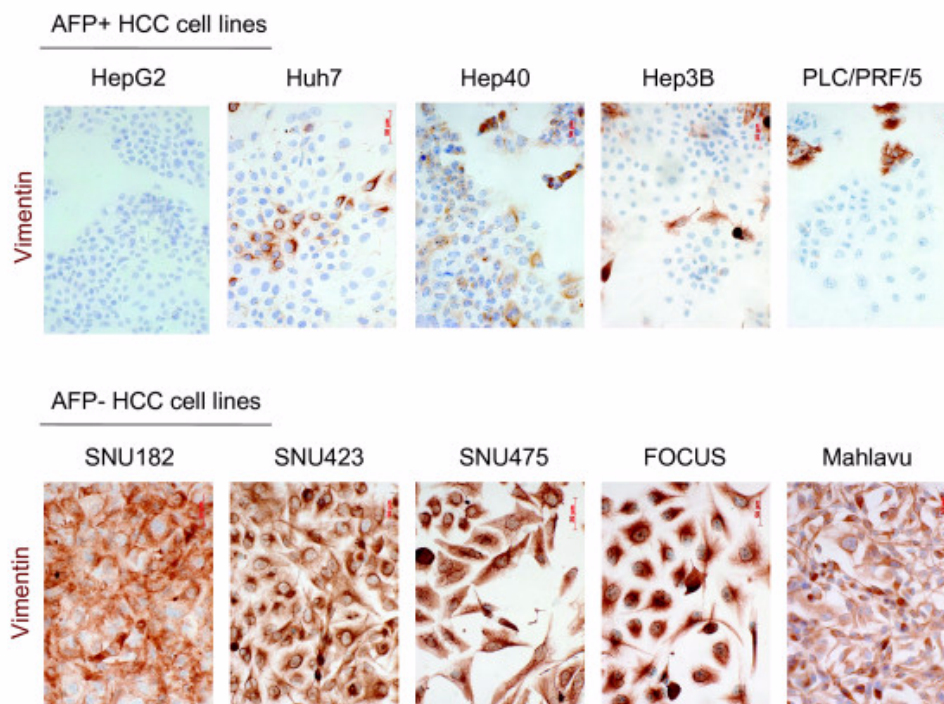 AFP+ HCC cell lines
HepG2 Huh7 Hep40 Hep3B PLC/PRF/5
Vimentin
AFP- HCC cell lines
SNU182 SNU423 SNU475 FOCUS Mahlavu
Vimentin